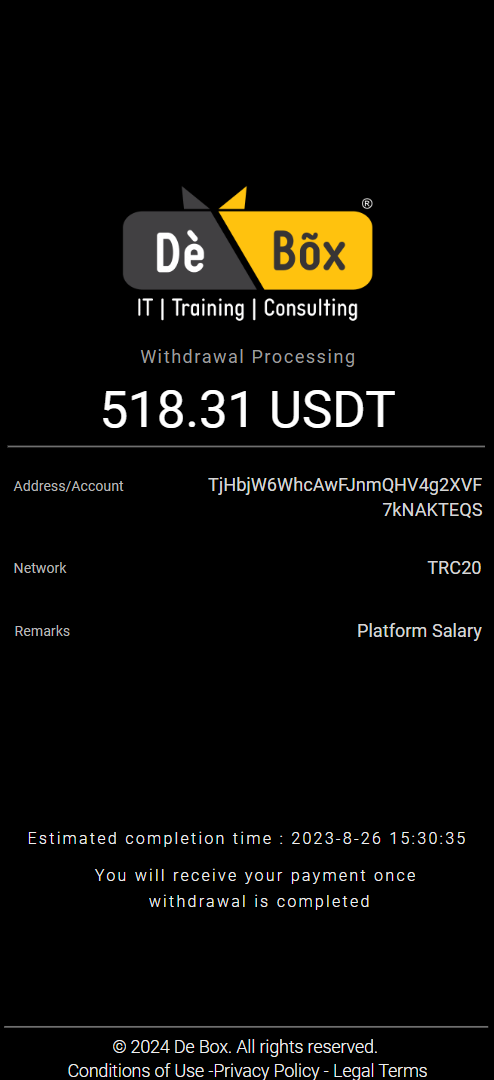 ®
Dè Bõx
IT | Training | Consulting
Withdrawal Processing
518.31 USDT
Address/Account TjHbjW6WhcAwFJnmQHV4g2XVF
7kNAKTEQS
Network TRC20
Remarks Platform Salary
Estimated completion time : 2023-8-26 15:30:35
You will receive your payment once
withdrawal is completed
© 2024 De Box. All rights reserved.
Conditions of Use -Privacy Policy - Legal Terms